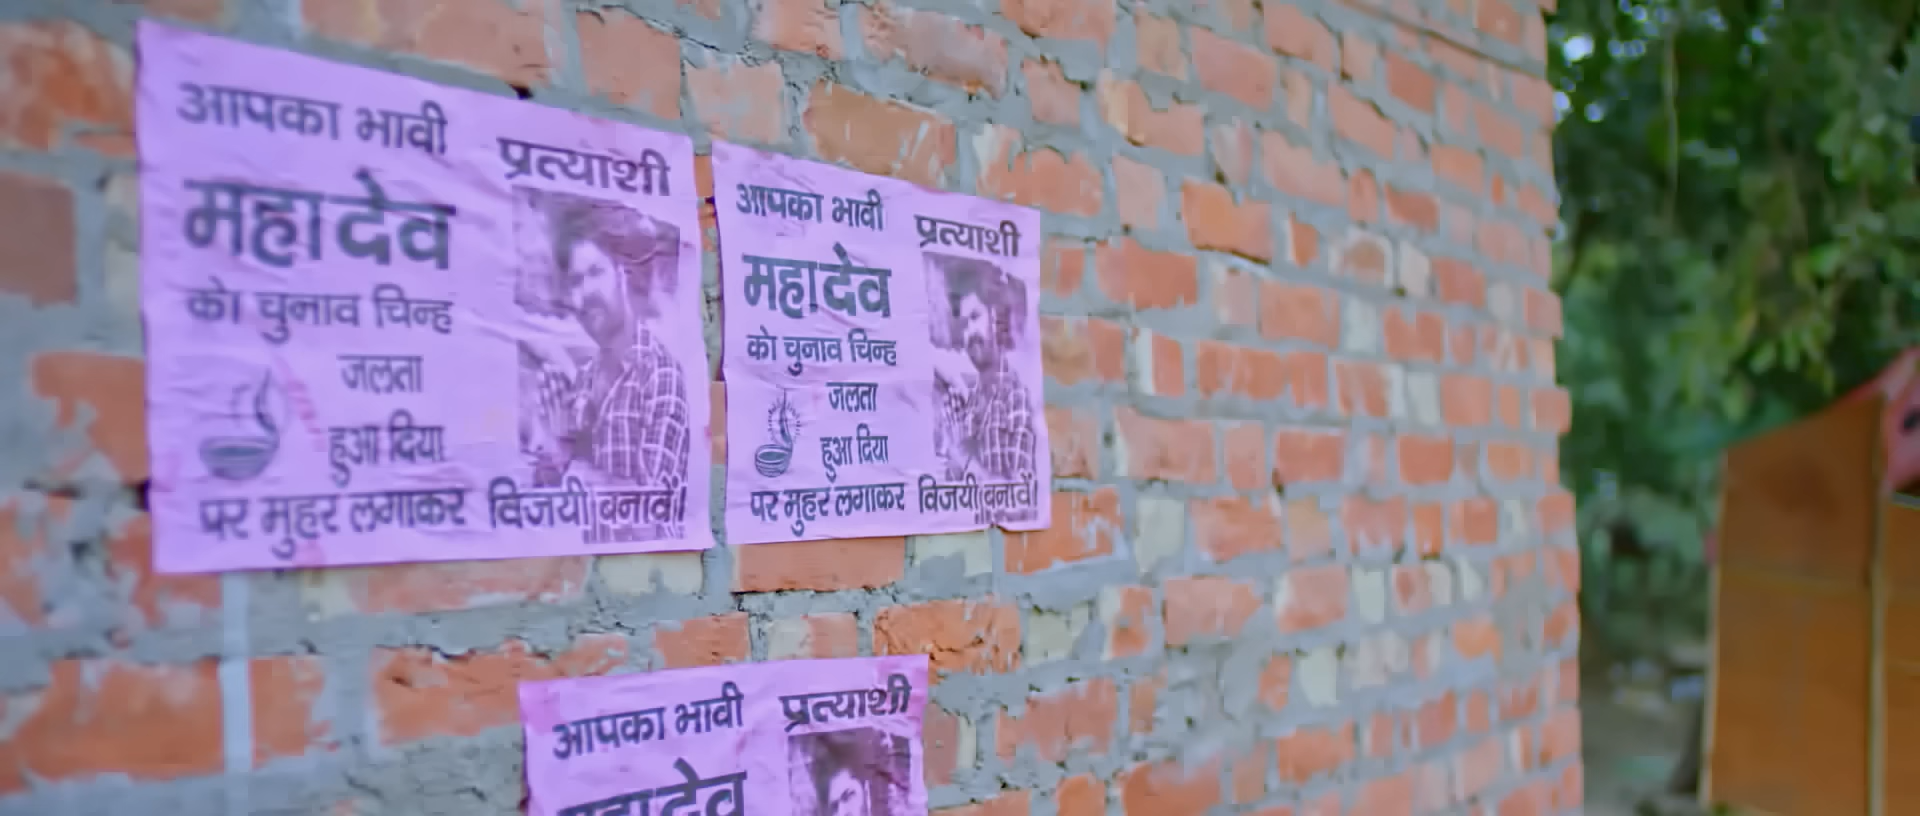 आपका भावी प्रत्याशी
महादेव
को चुनाव चिन्ह
जलता
हुआ दिया
पर मुहर लगाकर विजयी बनावें।
आपका भावी प्रत्याशी
महादेव
को चुनाव चिन्ह
जलता
हुआ दिया
पर मुहर लगाकर विजयी बनावें।
आपका भावी प्रत्याशी
महादेव